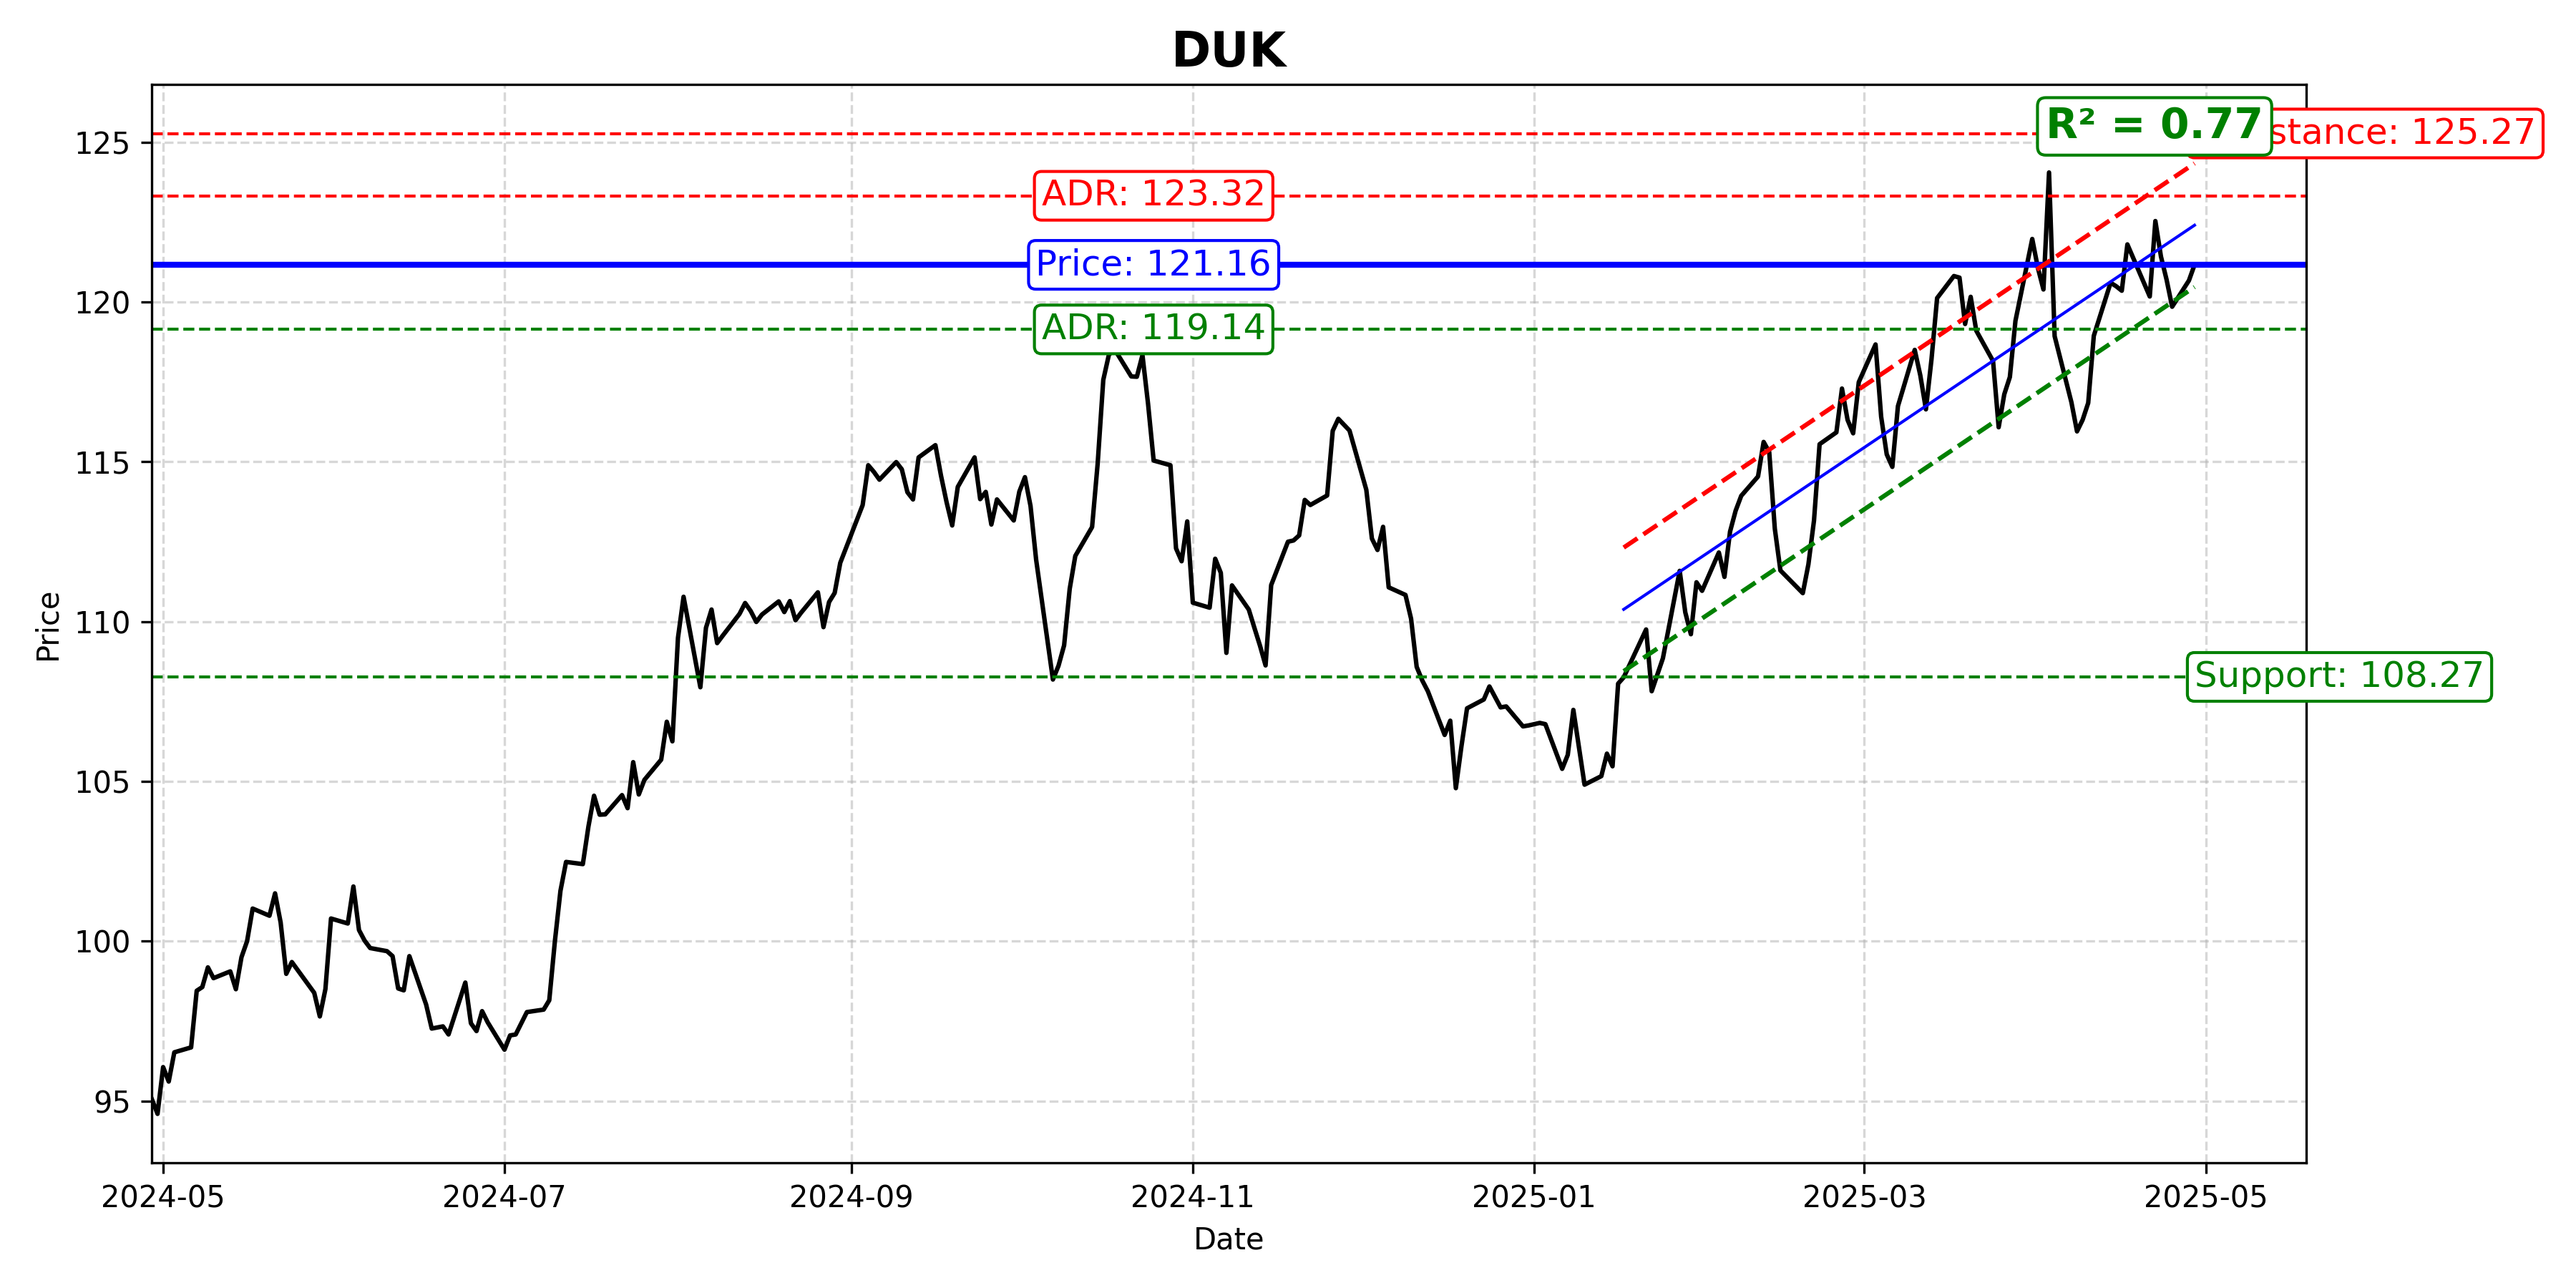 DUK
R² = 0.77
stance: 125.27
ADR: 123.32
Price: 121.16
ADR: 119.14
Support: 108.27
125
120
115
110
105
100
95
Price
2024-05
2024-07
2024-09
2024-11
2025-01
2025-03
2025-05
Date